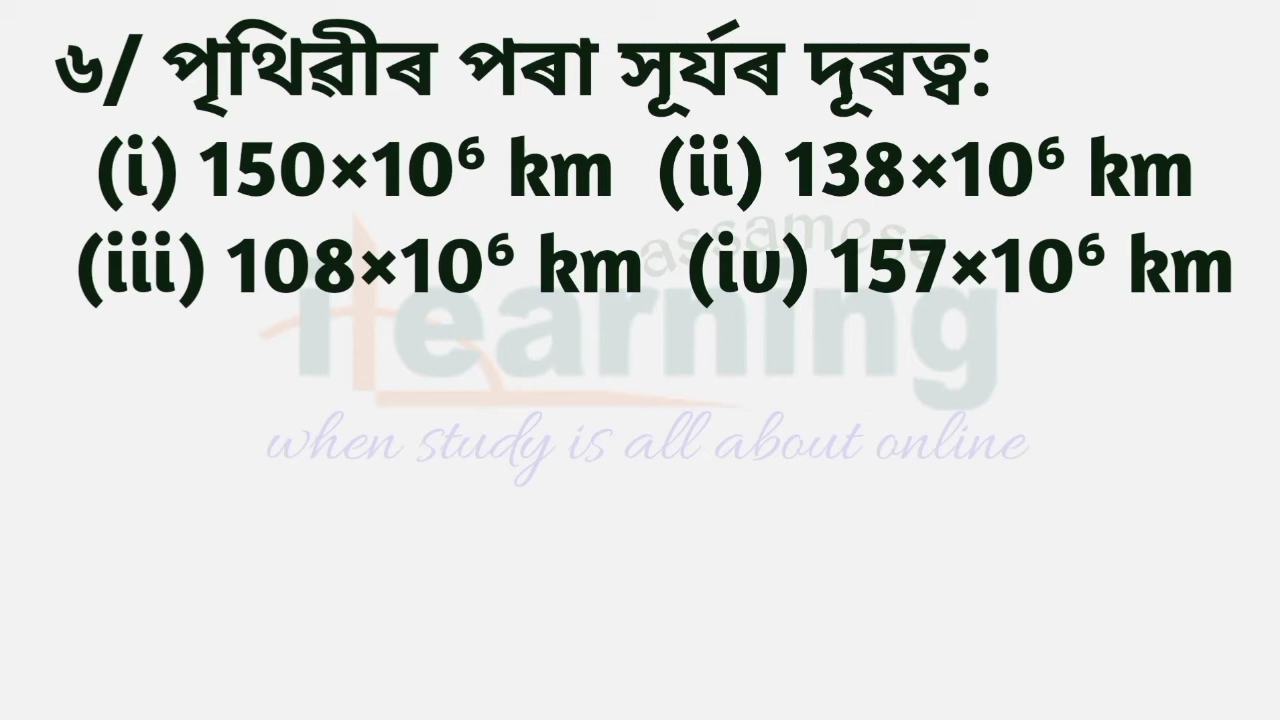 ৬/ পৃথিৱীৰ পৰা সূৰ্যৰ দূৰত্ব:
(i) 150×10⁶ km (ii) 138×10⁶ km
(iii) 108×10⁶ km (iv) 157×10⁶ km
assamese
learning
when study is all about online